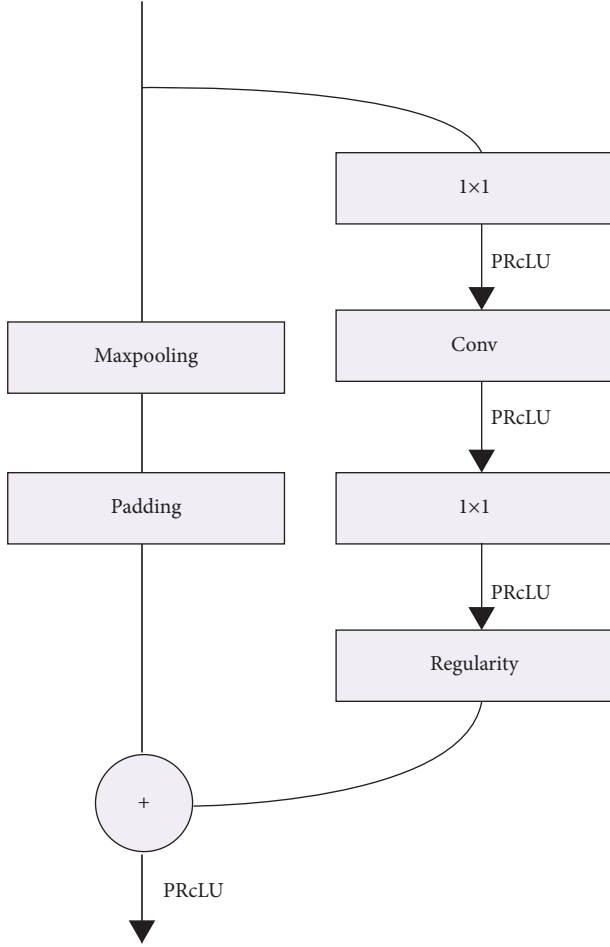 1×1
PRcLU
Conv
PRcLU
1×1
PRcLU
Regularity
Maxpooling
Padding
+
PRcLU